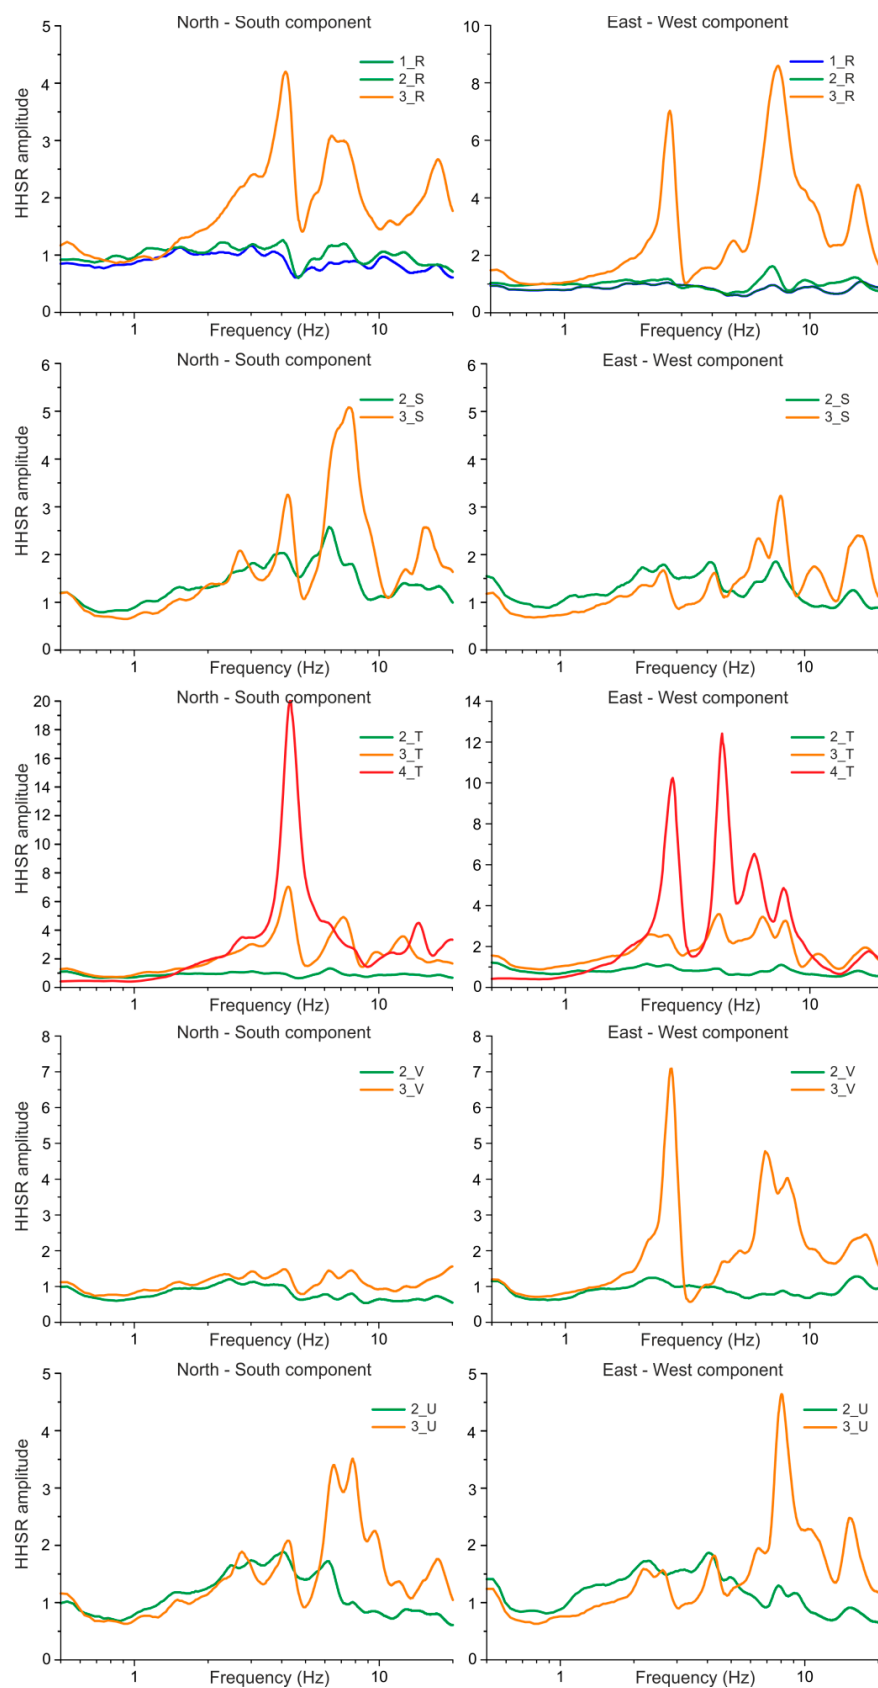 North - South component
East - West component
5
4
3
2
1
0
HHSR amplitude
1_R
2_R
3_R
1
10
Frequency (Hz)
10
8
6
4
2
0
1_R
2_R
3_R
1
10
Frequency (Hz)
North - South component
East - West component
6
5
4
3
2
1
0
HHSR amplitude
2_S
3_S
1
10
Frequency (Hz)
6
5
4
3
2
1
0
2_S
3_S
1
10
Frequency (Hz)
North - South component
East - West component
20
18
16
14
12
10
8
6
4
2
0
HHSR amplitude
2_T
3_T
4_T
1
10
Frequency (Hz)
14
12
10
8
6
4
2
0
2_T
3_T
4_T
1
10
Frequency (Hz)
North - South component
East - West component
8
7
6
5
4
3
2
1
0
HHSR amplitude
2_V
3_V
1
10
Frequency (Hz)
8
7
6
5
4
3
2
1
0
2_V
3_V
1
10
Frequency (Hz)
North - South component
East - West component
5
4
3
2
1
0
HHSR amplitude
2_U
3_U
1
10
Frequency (Hz)
5
4
3
2
1
0
2_U
3_U
1
10
Frequency (Hz)